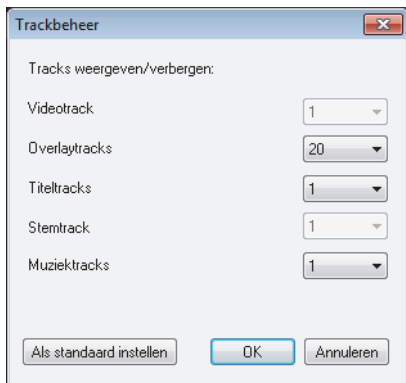 Trackbeheer
Tracks weergeven/verbergen:
Videotrack 1
Overlaytracks 20
Titeltracks 1
Stemtrack 1
Muziektracks 1
Als standaard instellen OK Annuleren